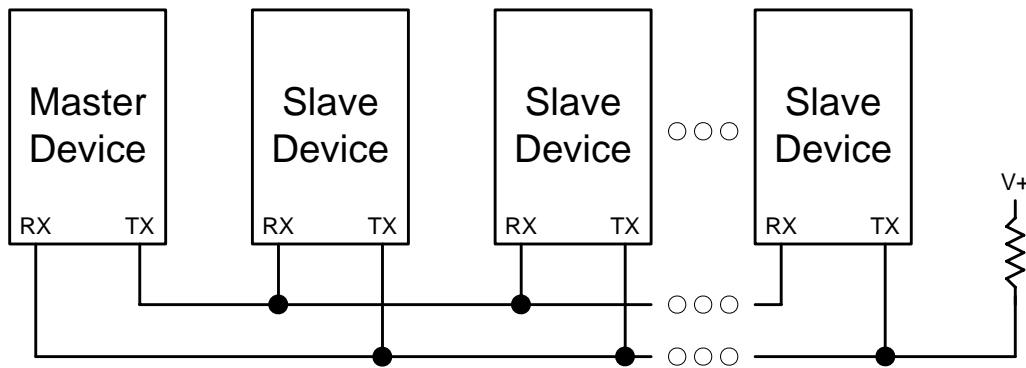 Master
Device
Slave
Device
Slave
Device
Slave
Device
V+
RX TX
RX TX
RX TX
RX TX